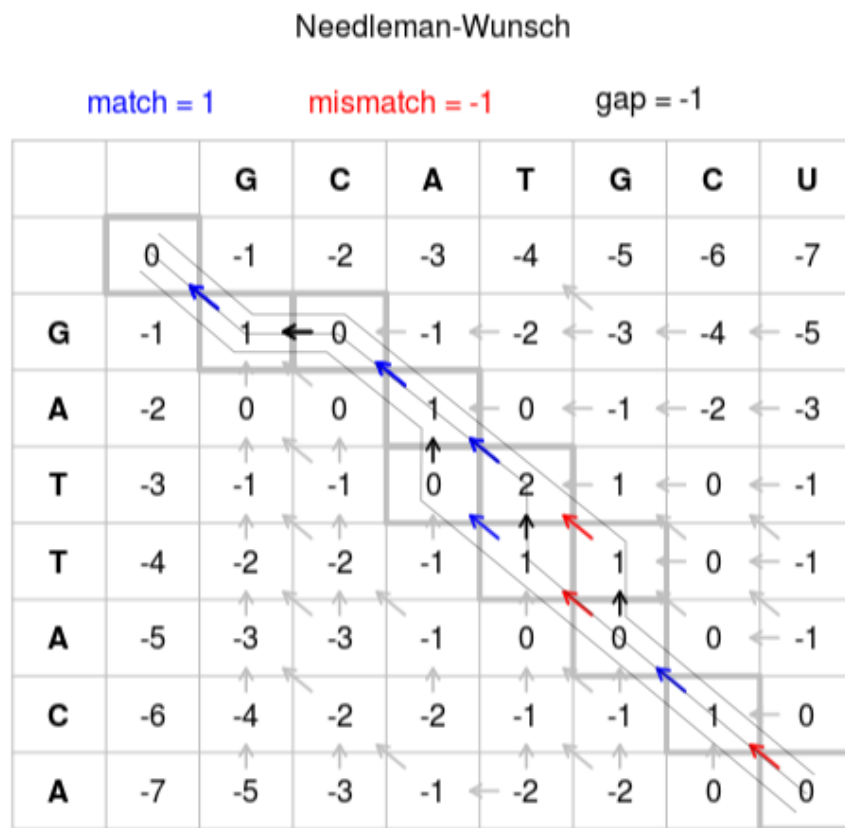 Needleman-Wunsch
match = 1 mismatch = -1 gap = -1
G C A T G C U
0 -1 -2 -3 -4 -5 -6 -7
G -1 1 0 -1 -2 -3 -4 -5
A -2 0 0 1 0 -1 -2 -3
T -3 -1 -1 0 2 1 0 -1
T -4 -2 -2 -1 1 1 0 -1
A -5 -3 -3 -1 0 0 0 -1
C -6 -4 -2 -2 -1 -1 1 0
A -7 -5 -3 -1 -2 -2 0 0